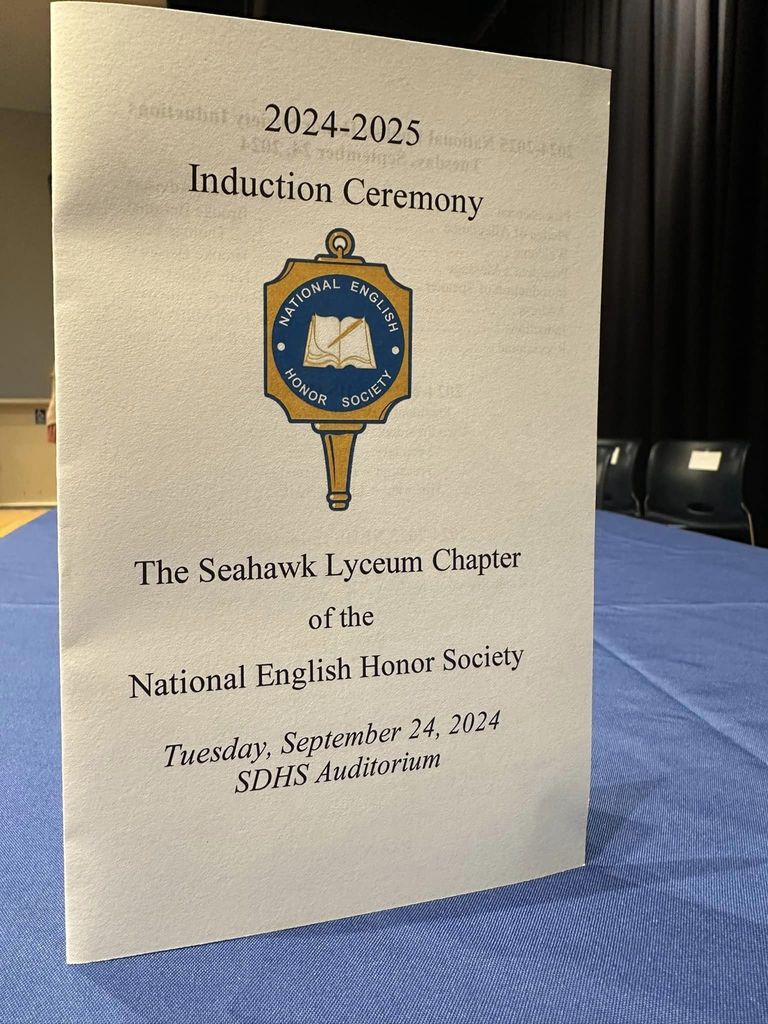 2024-2025
Induction Ceremony
NATIONAL ENGLISH
HONOR SOCIETY
The Seahawk Lyceum Chapter
of the
National English Honor Society
Tuesday, September 24, 2024
SDHS Auditorium